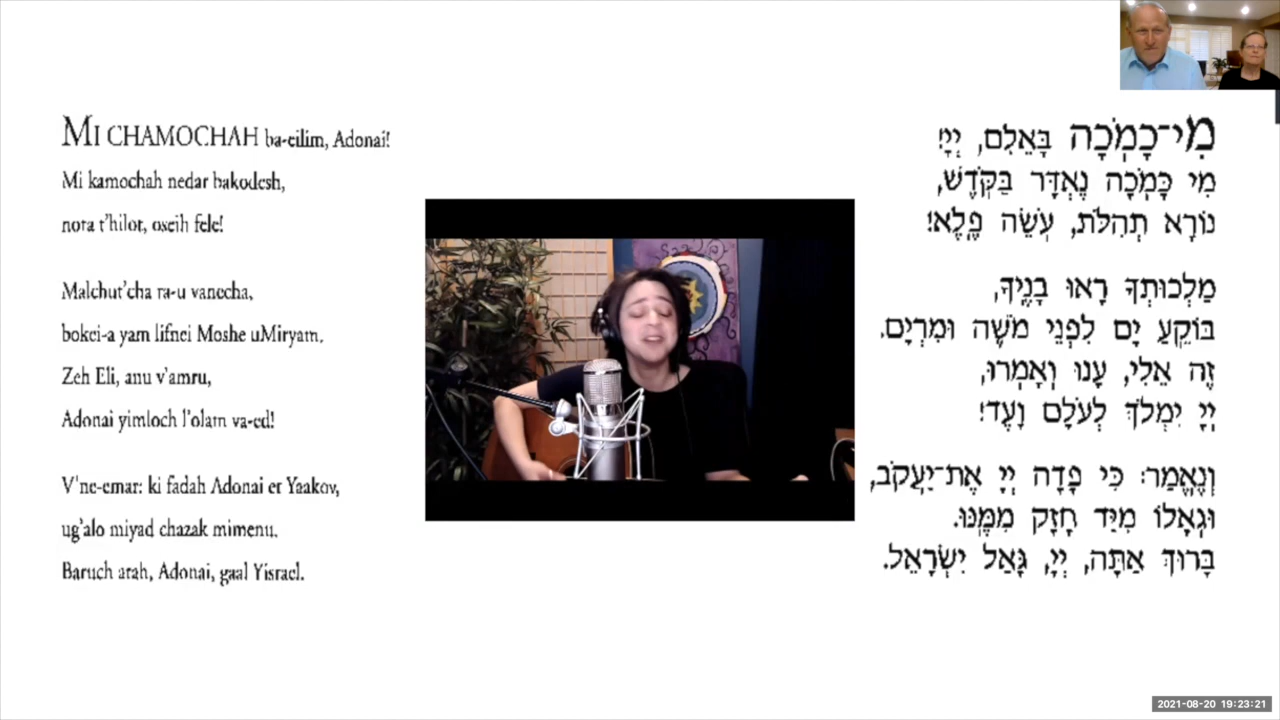 MI CHAMOCHAH ba-eilim, Adonai!
Mi kamochah nedar bakodesh,
nora t'hilot, oseih fele!
Malchut'cha ra-u vanecha,
bokei-a yam lifnei Moshe uMiryam.
Zeh Eli, anu v'amru,
Adonai yimloch l'olam va-ed!
V'ne-emar: ki fadah Adonai et Yaakov,
ug'alo miyad chazak mimenu.
Baruch atah, Adonai, gaal Yisrael.
מִי־כָמֹֽכָה בָּאֵלִם, יְיָ!
מִי כָּמֹֽכָה נֶאְדָּר בַּקֹּֽדֶשׁ,
נוֹרָא תְהִלֹּת, עֹֽשֵׂה פֶֽלֶא!
מַלְכוּתְךָ רָאוּ בָנֶֽיךָ,
בּוֹקֵֽעַ יָם לִפְנֵי מֹשֶׁה וּמִרְיָם.
זֶה אֵלִי, עָנוּ וְאָמְרוּ,
יְיָ יִמְלֹךְ לְעֹלָם וָעֶד!
וְנֶאֱמַר: כִּי פָדָה יְיָ אֶת־יַעֲקֹב,
וּגְאָלוֹ מִיַּד חָזָק מִמֶּֽנּוּ.
בָּרוּךְ אַתָּה, יְיָ, גָּאַל יִשְׂרָאֵל.
2021-08-20 19:23:21